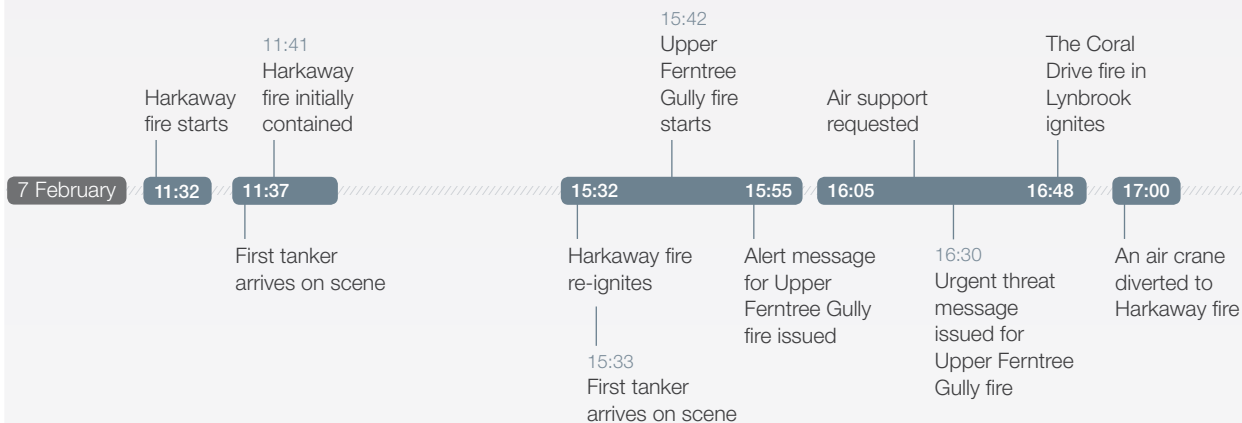 15:42
Upper
Ferntree
Gully fire
starts
11:41
Harkaway
fire initially
contained
The Coral
Drive fire in
Lynbrook
ignites
Harkaway
fire starts
Air support
requested
7 February
11:32
11:37
15:32
15:55
16:05
16:48
17:00
First tanker
arrives on scene
Harkaway fire
re-ignites
15:33
First tanker
arrives on scene
Alert message
for Upper
Ferntree Gully
fire issued
16:30
Urgent threat
message
issued for
Upper Ferntree
Gully fire
An air crane
diverted to
Harkaway fire